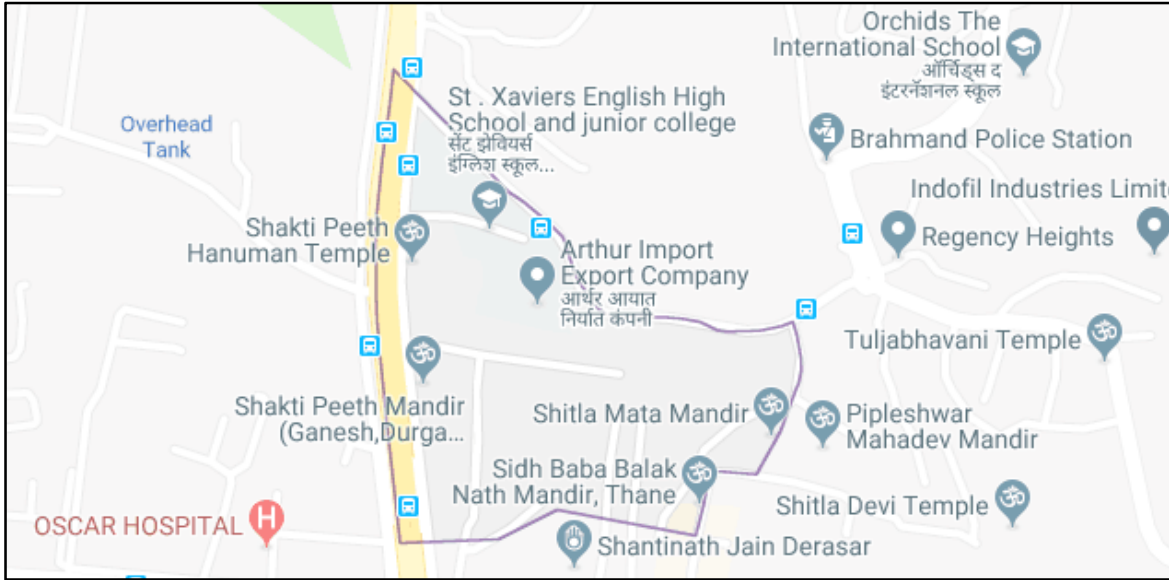 Orchids The
International School
ऑर्चिड्स द
इंटरनॅशनल स्कूल
St . Xaviers English High
School and junior college
सेंट झेवियर्स
इंग्लिश स्कूल...
Overhead
Tank
Brahmand Police Station
Indofil Industries Limite
Shakti Peeth
Hanuman Temple
Regency Heights
Arthur Import
Export Company
आर्थर आयात
निर्यात कंपनी
Tuljabhavani Temple
Shakti Peeth Mandir
(Ganesh,Durga...
Shitla Mata Mandir
Pipleshwar
Mahadev Mandir
Sidh Baba Balak
Nath Mandir, Thane
Shitla Devi Temple
OSCAR HOSPITAL
H
Shantinath Jain Derasar